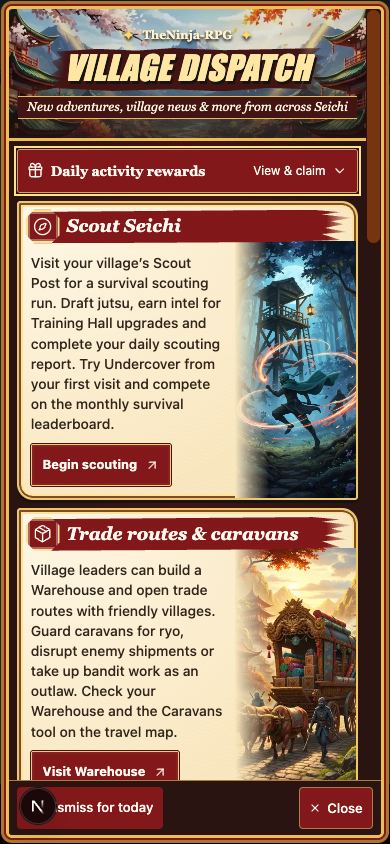 TheNinja-RPG
VILLAGE DISPATCH
New adventures, village news & more from across Seichi
Daily activity rewards
View & claim
Scout Seichi
Visit your village's Scout
Post for a survival scouting
run. Draft jutsu, earn intel for
Training Hall upgrades and
complete your daily scouting
report. Try Undercover from
your first visit and compete
on the monthly survival
leaderboard.
Begin scouting
Trade routes & caravans
Village leaders can build a
Warehouse and open trade
routes with friendly villages.
Guard caravans for ryo,
disrupt enemy shipments or
take up bandit work as an
outlaw. Check your
Warehouse and the Caravans
tool on the travel map.
Visit Warehouse
N
smiss for today
Close